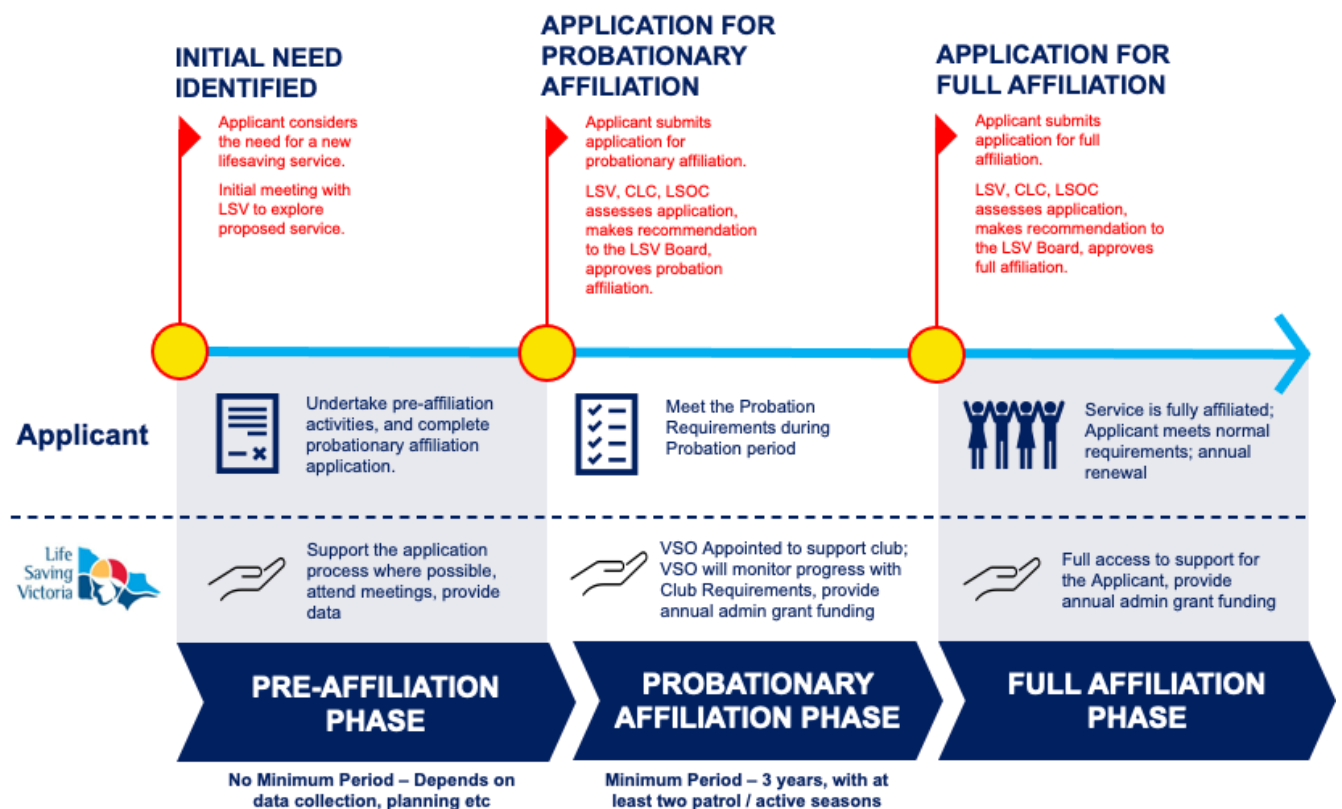 INITIAL NEED
IDENTIFIED
Applicant considers
the need for a new
lifesaving service.
Initial meeting with
LSV to explore
proposed service.
APPLICATION FOR
PROBATIONARY
AFFILIATION
Applicant submits
application for
probationary affiliation.
LSV, CLC, LSOC
assesses application,
makes recommendation
to the LSV Board,
approves probation
affiliation.
APPLICATION FOR
FULL AFFILIATION
Applicant submits
application for full
affiliation.
LSV, CLC, LSOC
assesses application,
makes recommendation to
the LSV Board, approves
full affiliation.
Applicant
Undertake pre-affiliation
activities, and complete
probationary affiliation
application.
Meet the Probation
Requirements during
Probation period
Service is fully affiliated;
Applicant meets normal
requirements; annual
renewal
Life
Saving
Victoria
Support the application
process where possible,
attend meetings, provide
data
VSO Appointed to support club;
VSO will monitor progress with
Club Requirements, provide
annual admin grant funding
Full access to support for
the Applicant, provide
annual admin grant funding
PRE-AFFILIATION
PHASE
PROBATIONARY
AFFILIATION PHASE
FULL AFFILIATION
PHASE
No Minimum Period – Depends on
data collection, planning etc
Minimum Period – 3 years, with at
least two patrol / active seasons